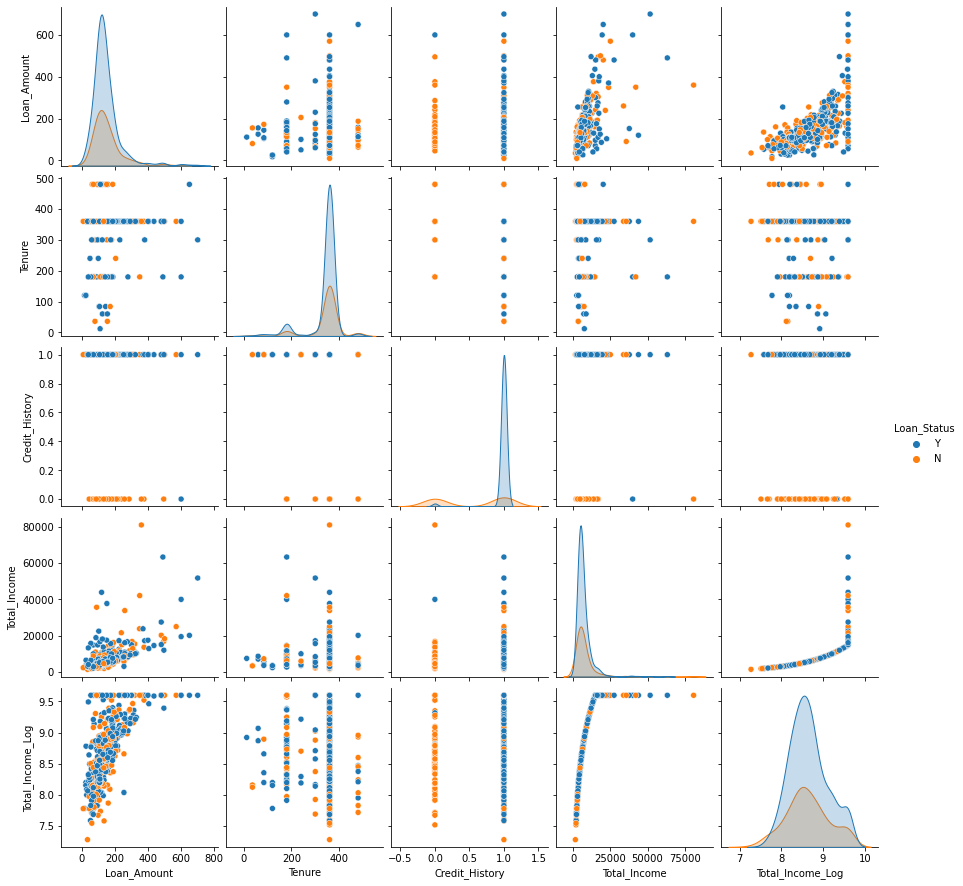 600
400
200
0
Loan_Amount
500
400
300
200
100
0
Tenure
1.0
0.8
0.6
0.4
0.2
0.0
Credit_History
Loan_Status
Y
N
80000
60000
40000
20000
0
Total_Income
9.5
9.0
8.5
8.0
7.5
Total_Income_Log
0 200 400 600 800
0 200 400
-0.5 0.0 0.5 1.0 1.5
0 25000 50000 75000
7 8 9 10
Loan_Amount Tenure Credit_History Total_Income Total_Income_Log